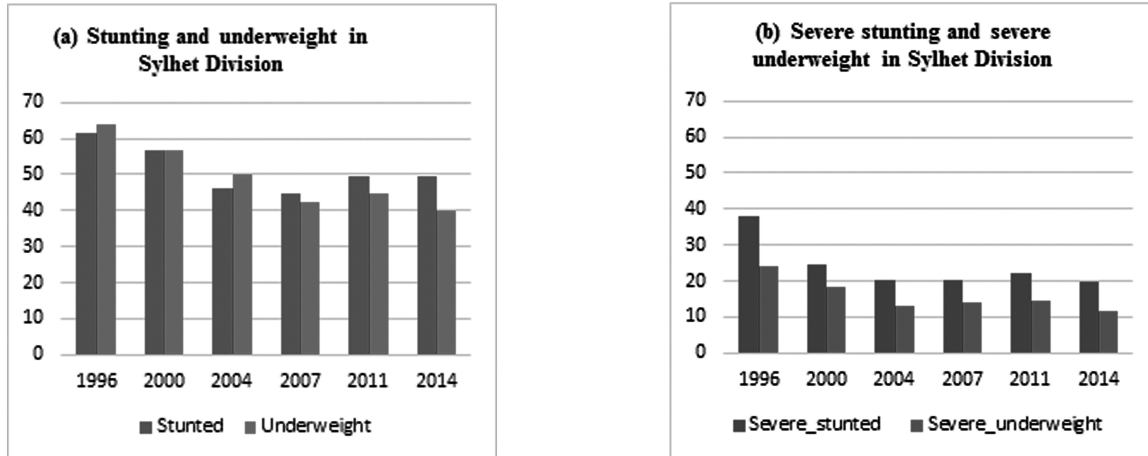 (a) Stunting and underweight in
Sylhet Division
70
60
50
40
30
20
10
0
1996 2000 2004 2007 2011 2014
Stunted Underweight
(b) Severe stunting and severe
underweight in Sylhet Division
70
60
50
40
30
20
10
0
1996 2000 2004 2007 2011 2014
Severe_stunted Severe_underweight